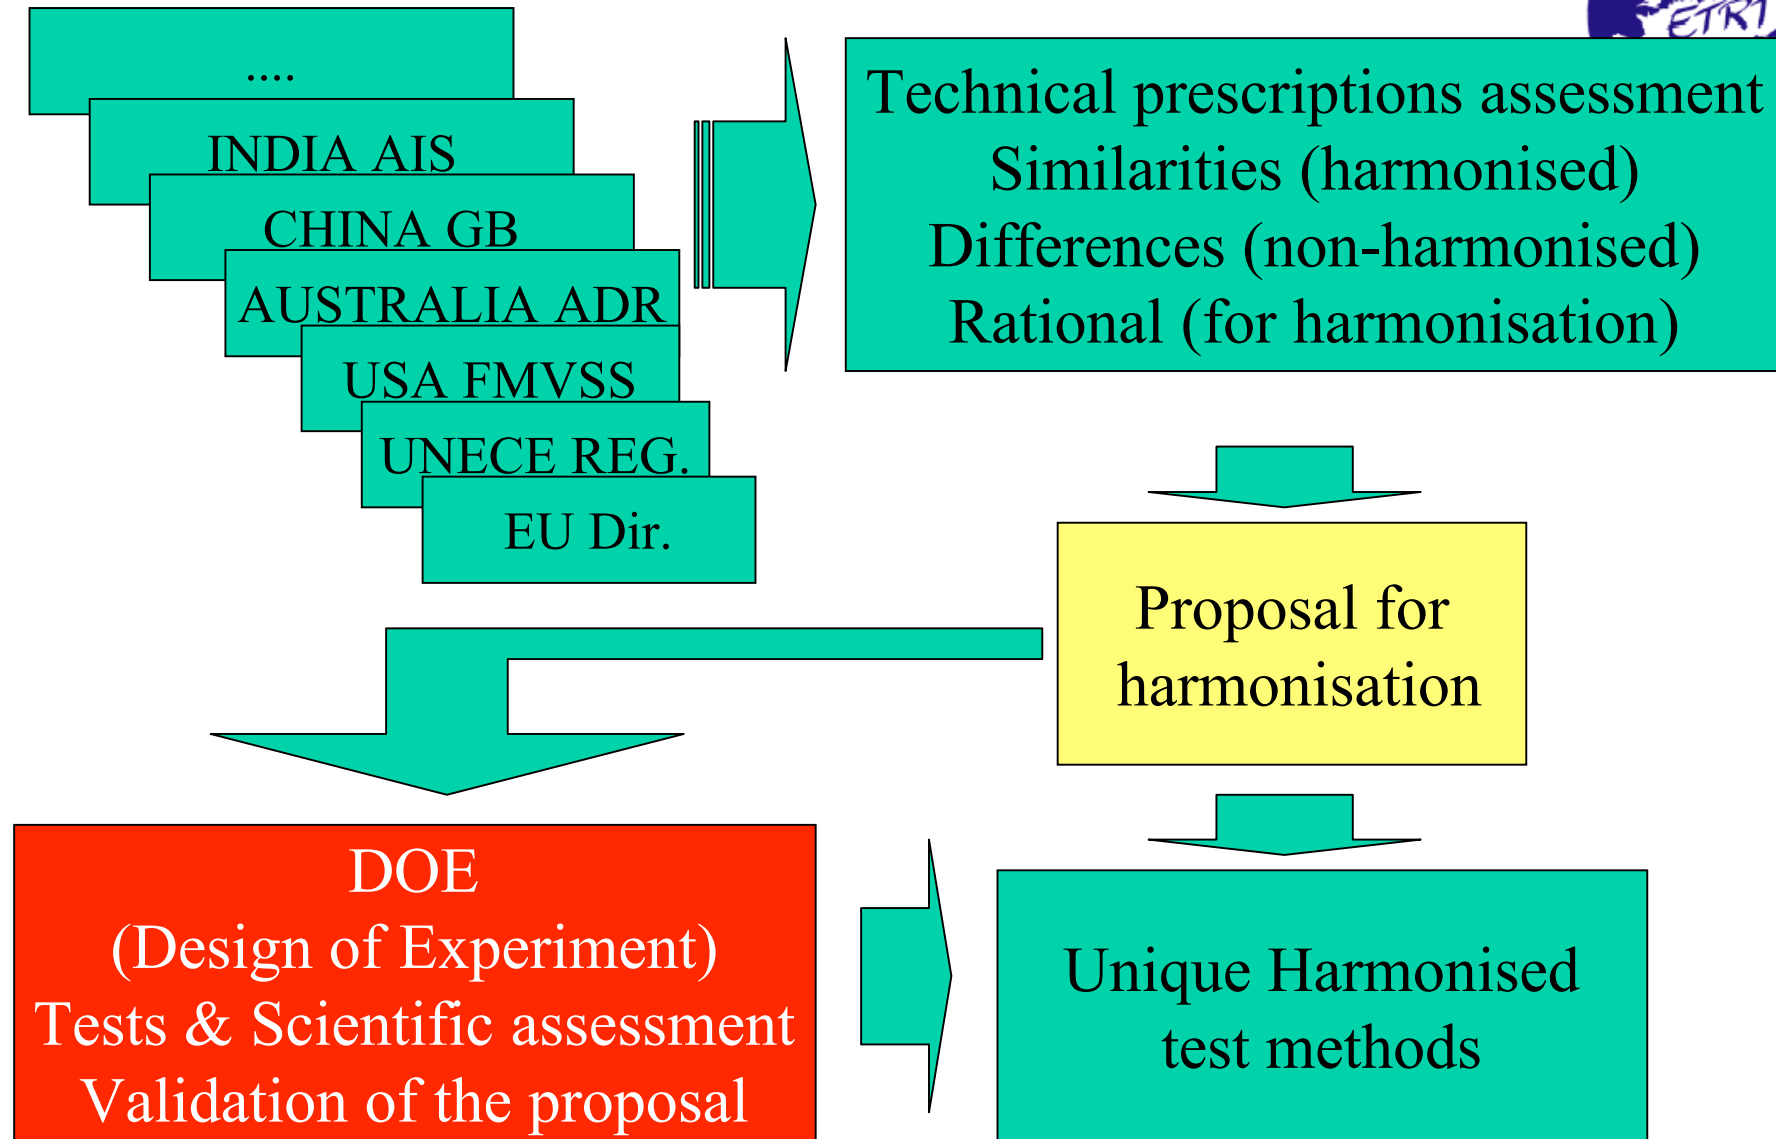 ....
INDIA AIS
CHINA GB
AUSTRALIA ADR
USA FMVSS
UNECE REG.
EU Dir.
ETRT
Technical prescriptions assessment
Similarities (harmonised)
Differences (non-harmonised)
Rational (for harmonisation)
Proposal for
harmonisation
DOE
(Design of Experiment)
Tests & Scientific assessment
Validation of the proposal
Unique Harmonised
test methods